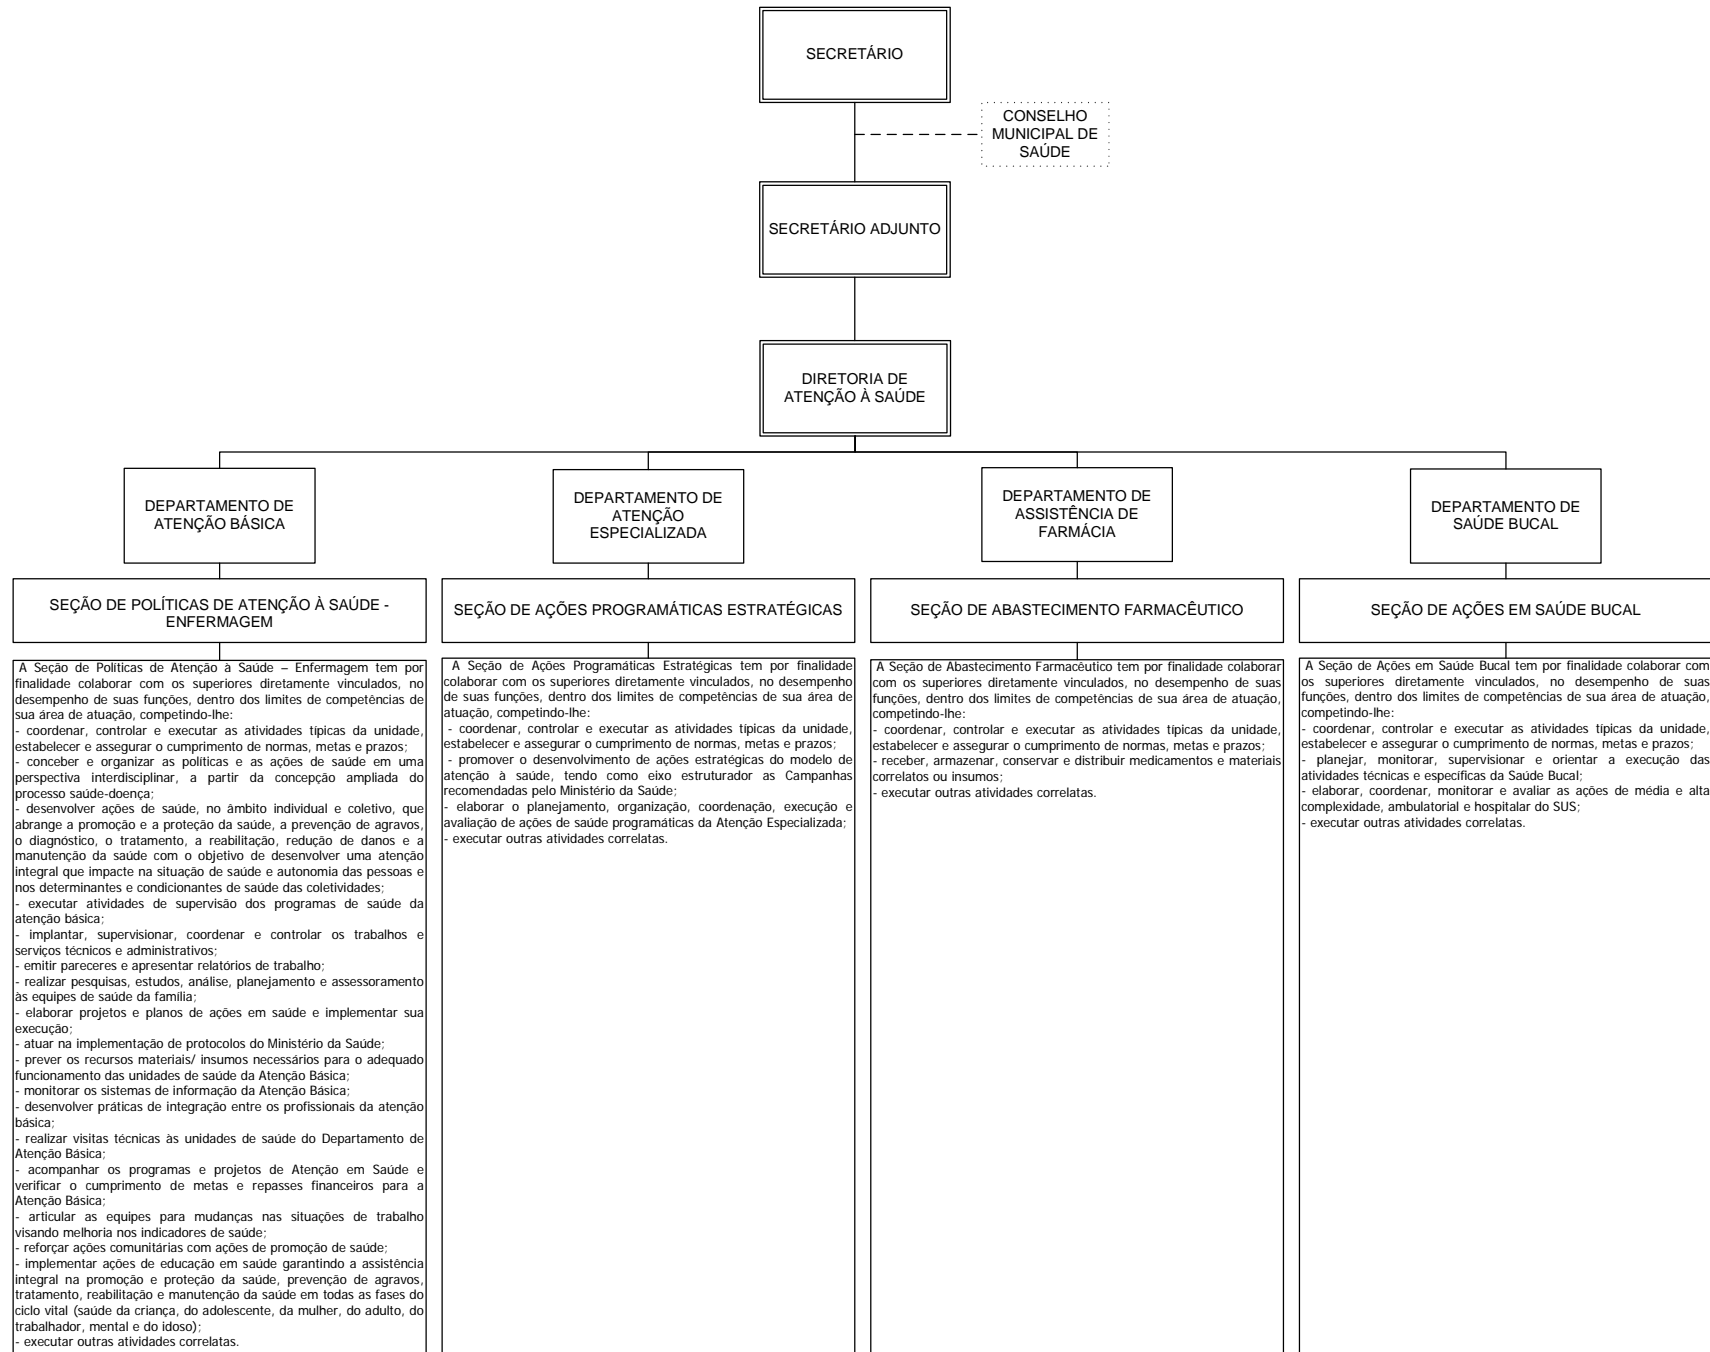 SECRETÁRIO
CONSELHO
MUNICIPAL DE
SAÚDE
SECRETÁRIO ADJUNTO
DIRETORIA DE
ATENÇÃO À SAÚDE
DEPARTAMENTO DE
ATENÇÃO BÁSICA
DEPARTAMENTO DE
ATENÇÃO
ESPECIALIZADA
DEPARTAMENTO DE
ASSISTÊNCIA DE
FARMÁCIA
DEPARTAMENTO DE
SAÚDE BUCAL
SEÇÃO DE POLÍTICAS DE ATENÇÃO À SAÚDE -
ENFERMAGEM
SEÇÃO DE AÇÕES PROGRAMÁTICAS ESTRATÉGICAS
SEÇÃO DE ABASTECIMENTO FARMACÊUTICO
SEÇÃO DE AÇÕES EM SAÚDE BUCAL
A Seção de Políticas de Atenção à Saúde – Enfermagem tem por
finalidade colaborar com os superiores diretamente vinculados, no
desempenho de suas funções, dentro dos limites de competências de
sua área de atuação, competindo-lhe:
- coordenar, controlar e executar as atividades típicas da unidade,
estabelecer e assegurar o cumprimento de normas, metas e prazos;
- conceber e organizar as políticas e as ações de saúde em uma
perspectiva interdisciplinar, a partir da concepção ampliada do
processo saúde-doença;
- desenvolver ações de saúde, no âmbito individual e coletivo, que
abrange a promoção e a proteção da saúde, a prevenção de agravos,
o diagnóstico, o tratamento, a reabilitação, redução de danos e a
manutenção da saúde com o objetivo de desenvolver uma atenção
integral que impacte na situação de saúde e autonomia das pessoas e
nos determinantes e condicionantes de saúde das coletividades;
- executar atividades de supervisão dos programas de saúde da
atenção básica;
- implantar, supervisionar, coordenar e controlar os trabalhos e
serviços técnicos e administrativos;
- emitir pareceres e apresentar relatórios de trabalho;
- realizar pesquisas, estudos, análise, planejamento e assessoramento
às equipes de saúde da família;
- elaborar projetos e planos de ações em saúde e implementar sua
execução;
- atuar na implementação de protocolos do Ministério da Saúde;
- prever os recursos materiais/ insumos necessários para o adequado
funcionamento das unidades de saúde da Atenção Básica;
- monitorar os sistemas de informação da Atenção Básica;
- desenvolver práticas de integração entre os profissionais da atenção
básica;
- realizar visitas técnicas às unidades de saúde do Departamento de
Atenção Básica;
- acompanhar os programas e projetos de Atenção em Saúde e
verificar o cumprimento de metas e repasses financeiros para a
Atenção Básica;
- articular as equipes para mudanças nas situações de trabalho
visando melhoria nos indicadores de saúde;
- reforçar ações comunitárias com ações de promoção de saúde;
- implementar ações de educação em saúde garantindo a assistência
integral na promoção e proteção da saúde, prevenção de agravos,
tratamento, reabilitação e manutenção da saúde em todas as fases do
ciclo vital (saúde da criança, do adolescente, da mulher, do adulto, do
trabalhador, mental e do idoso);
- executar outras atividades correlatas.
A Seção de Ações Programáticas Estratégicas tem por finalidade
colaborar com os superiores diretamente vinculados, no desempenho
de suas funções, dentro dos limites de competências de sua área de
atuação, competindo-lhe:
- coordenar, controlar e executar as atividades típicas da unidade,
estabelecer e assegurar o cumprimento de normas, metas e prazos;
- promover o desenvolvimento de ações estratégicas do modelo de
atenção à saúde, tendo como eixo estruturador as Campanhas
recomendadas pelo Ministério da Saúde;
- elaborar o planejamento, organização, coordenação, execução e
avaliação de ações de saúde programáticas da Atenção Especializada;
- executar outras atividades correlatas.
A Seção de Abastecimento Farmacêutico tem por finalidade colaborar
com os superiores diretamente vinculados, no desempenho de suas
funções, dentro dos limites de competências de sua área de atuação,
competindo-lhe:
- coordenar, controlar e executar as atividades típicas da unidade,
estabelecer e assegurar o cumprimento de normas, metas e prazos;
- receber, armazenar, conservar e distribuir medicamentos e materiais
correlatos ou insumos;
- executar outras atividades correlatas.
A Seção de Ações em Saúde Bucal tem por finalidade colaborar com
os superiores diretamente vinculados, no desempenho de suas
funções, dentro dos limites de competências de sua área de atuação,
competindo-lhe:
- coordenar, controlar e executar as atividades típicas da unidade,
estabelecer e assegurar o cumprimento de normas, metas e prazos;
- planejar, monitorar, supervisionar e orientar a execução das
atividades técnicas e específicas da Saúde Bucal;
- elaborar, coordenar, monitorar e avaliar as ações de média e alta
complexidade, ambulatorial e hospitalar do SUS;
- executar outras atividades correlatas.